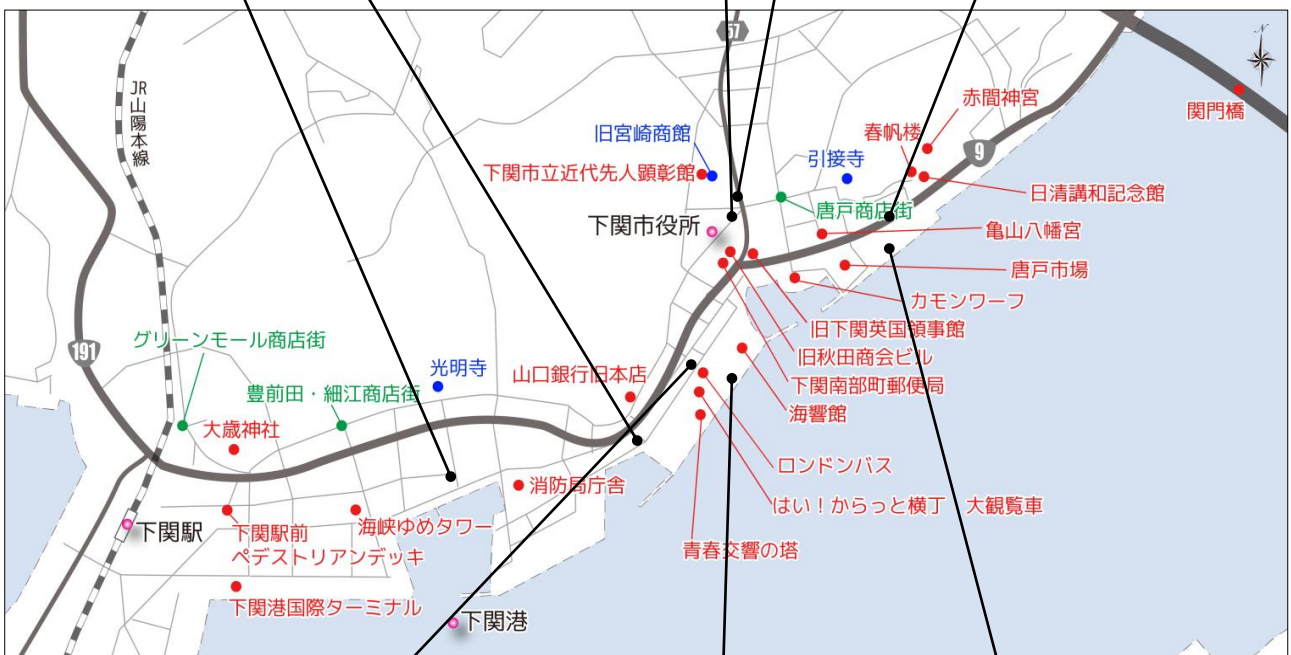 N
57
JR山陽本線
赤間神宮
関門橋
春帆楼
旧宮崎商館
9
引接寺
下関市立近代先人顕彰館
日清講和記念館
唐戸商店街
下関市役所
亀山八幡宮
唐戸市場
カモンワーフ
旧下関英国領事館
グリーンモール商店街
191
旧秋田商会ビル
光明寺
山口銀行旧本店
下関南部町郵便局
豊前田・細江商店街
海響館
大歳神社
ロンドンバス
消防局庁舎
はい!からっと横丁 大観覧車
海峡ゆめタワー
下関駅
下関駅前
ペデストリアンデッキ
青春交響の塔
下関港国際ターミナル
下関港